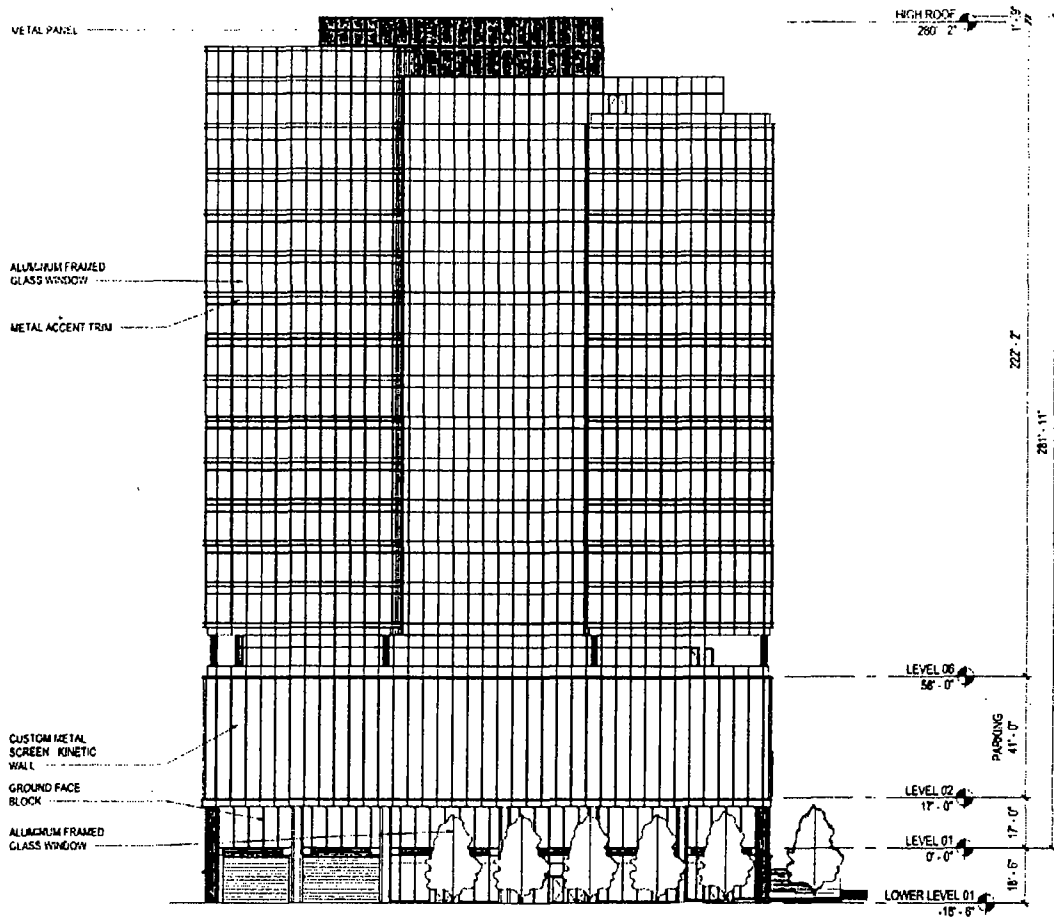 METAL PANEL
HIGH ROOF
280' 2"
1'- 9"
ALUMINUM FRAMED
GLASS WINDOW
METAL ACCENT TRIM
222' - 2"
281' - 11"
LEVEL 06
58' - 0"
CUSTOM METAL
SCREEN KINETIC
WALL
PARKING
41' - 0"
GROUND FACE
BLOCK
LEVEL 02
17' - 0"
ALUMINUM FRAMED
GLASS WINDOW
17' - 0"
LEVEL 01
0' - 0"
18' - 6"
LOWER LEVEL 01
-18' - 6"